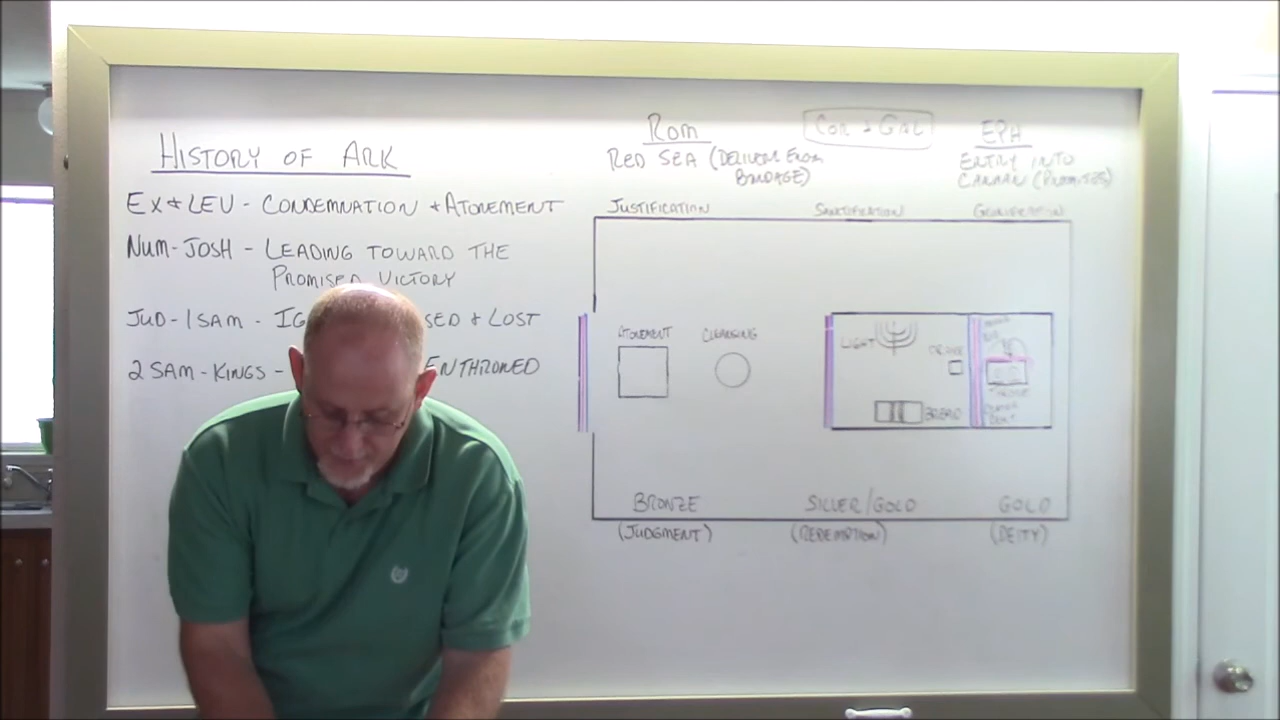 HISTORY OF ARK
EX & LEV - CONDEMNATION & ATONEMENT
NUM-JOSH - LEADING TOWARD THE
PROMISED VICTORY
JUD-1 SAM - IG SED & LOST
2 SAM-KINGS - ENTHRONED
ROM
RED SEA (DELIVER FROM
BONDAGE)
COR & GAL
EPH
ENTRY INTO
CANAAN (PROMISES)
JUSTIFICATION
SANCTIFICATION
GLORIFICATION
ATONEMENT
CLEANSING
LIGHT
BREAD
BRONZE
(JUDGMENT)
SILVER/GOLD
(REDEMPTION)
GOLD
(DEITY)